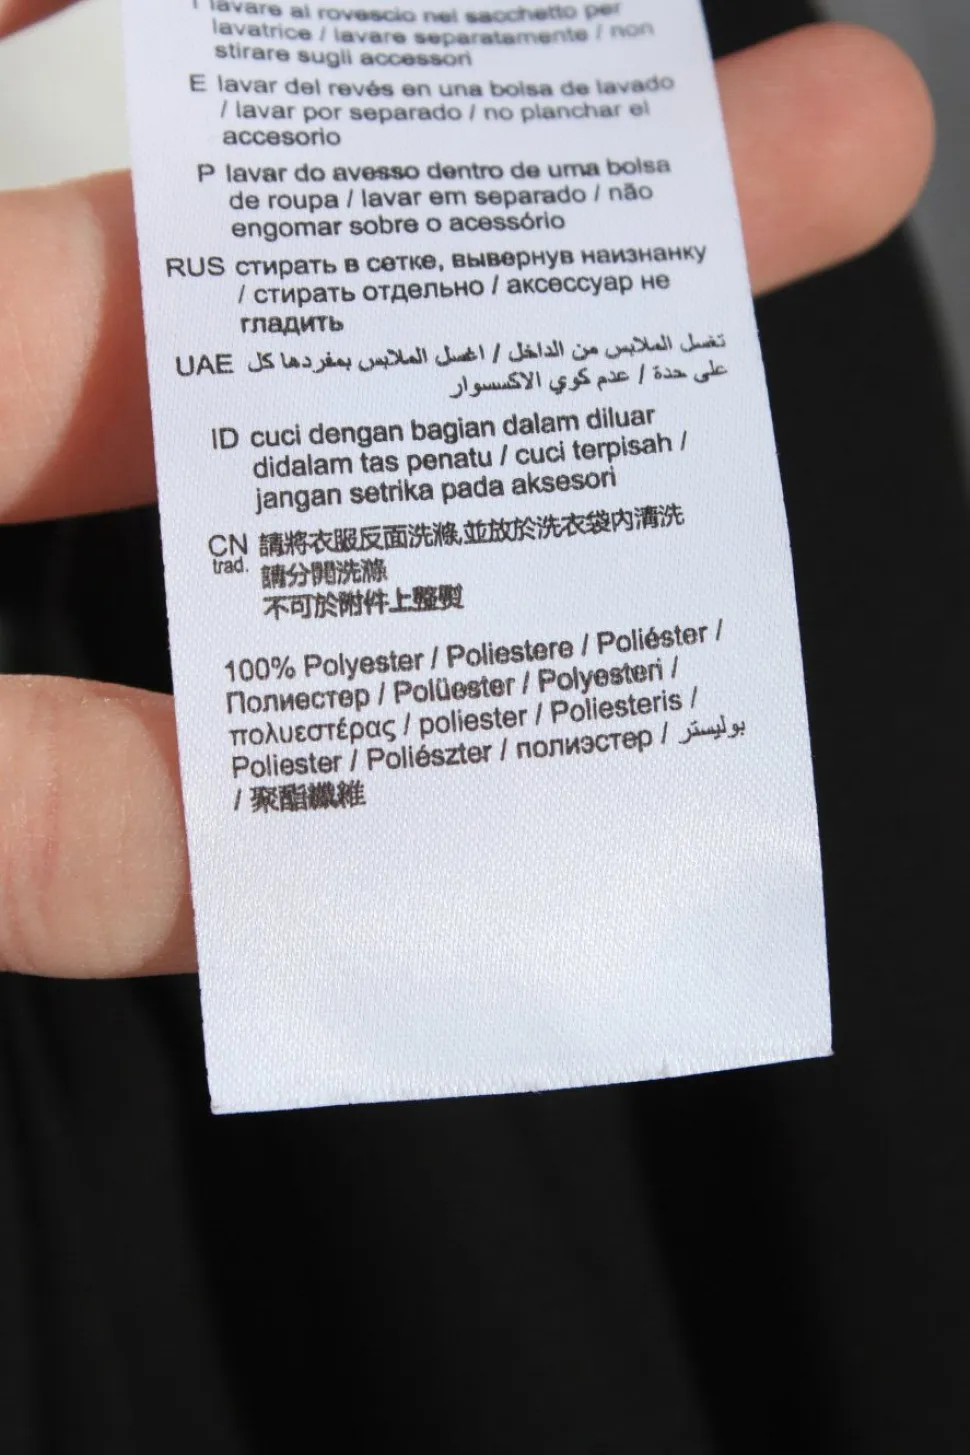 I lavare al rovescio nel sacchetto per
lavatrice / lavare separatamente / non
stirare sugli accessori
E lavar del revés en una bolsa de lavado
/ lavar por separado / no planchar el
accesorio
P lavar do avesso dentro de uma bolsa
de roupa / lavar em separado / não
engomar sobre o acessório
RUS стирать в сетке, вывернув наизнанку
/ стирать отдельно / аксессуар не
гладить
UAE تغسل الملابس من الداخل / اغسل الملابس بمفردها كل
على حدة / عدم كوي الاكسسوار
ID cuci dengan bagian dalam diluar
didalam tas penatu / cuci terpisah /
jangan setrika pada aksesori
CN trad. 請將衣服反面洗滌,並放於洗衣袋內清洗
請分開洗滌
不可於附件上整熨
100% Polyester / Poliestere / Poliéster /
Полиестер / Polüester / Polyesteri /
πολυεστέρας / poliester / Poliesteris /
Poliester / Poliészter / полиэстер / بوليستر
/ 聚酯纖維